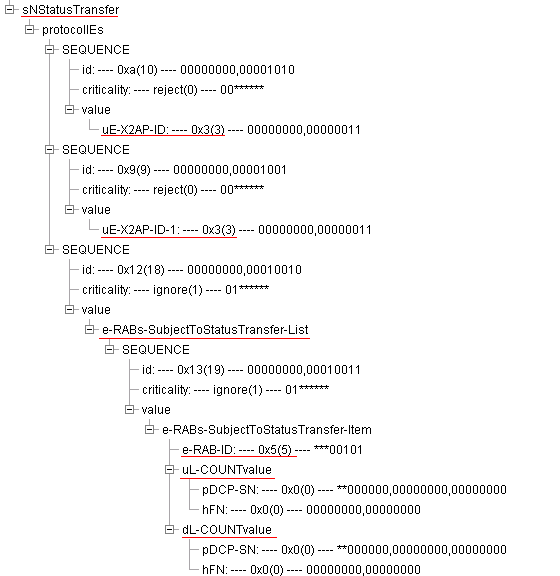 sNStatusTransfer
protocolIEs
SEQUENCE
id: ---- 0xa(10) ---- 00000000,00001010
criticality: ---- reject(0) ---- 00******
value
uE-X2AP-ID: ---- 0x3(3) ---- 00000000,00000011
SEQUENCE
id: ---- 0x9(9) ---- 00000000,00001001
criticality: ---- reject(0) ---- 00******
value
uE-X2AP-ID-1: ---- 0x3(3) ---- 00000000,00000011
SEQUENCE
id: ---- 0x12(18) ---- 00000000,00010010
criticality: ---- ignore(1) ---- 01******
value
e-RABs-SubjectToStatusTransfer-List
SEQUENCE
id: ---- 0x13(19) ---- 00000000,00010011
criticality: ---- ignore(1) ---- 01******
value
e-RABs-SubjectToStatusTransfer-Item
e-RAB-ID: ---- 0x5(5) ---- ***00101
uL-COUNTvalue
pDCP-SN: ---- 0x0(0) ---- **000000,00000000,00000000
hFN: ---- 0x0(0) ---- 00000000,00000000
dL-COUNTvalue
pDCP-SN: ---- 0x0(0) ---- **000000,00000000,00000000
hFN: ---- 0x0(0) ---- 00000000,00000000